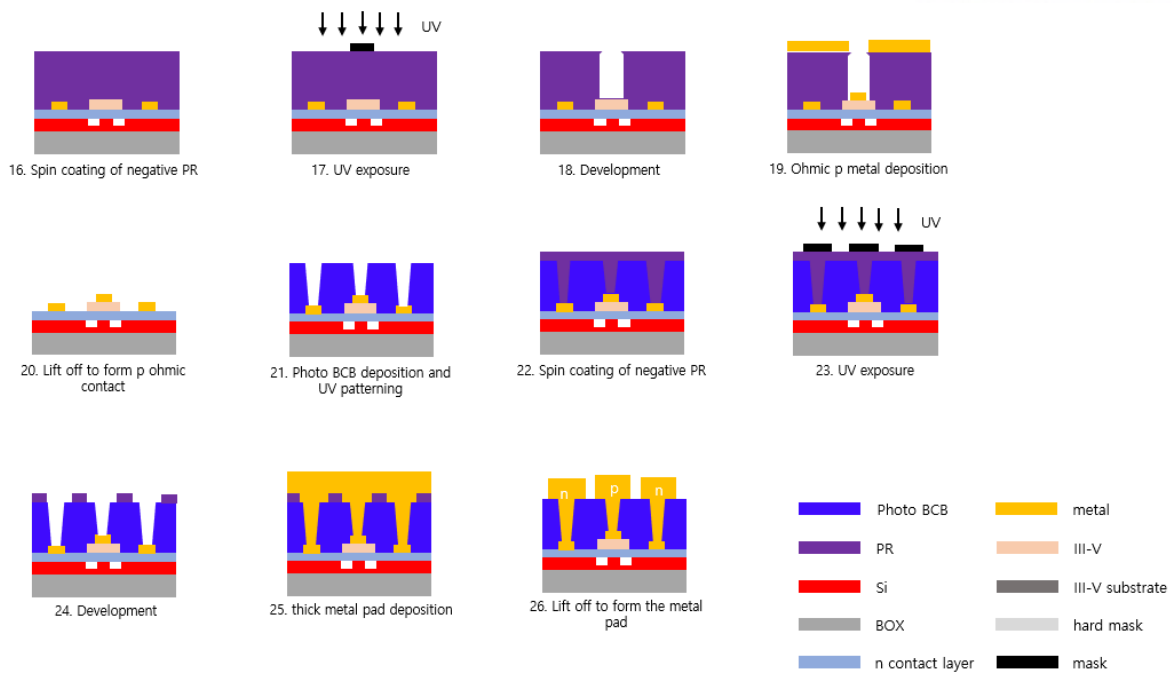 UV
16. Spin coating of negative PR
17. UV exposure
18. Development
19. Ohmic p metal deposition
UV
20. Lift off to form p ohmic
contact
21. Photo BCB deposition and
UV patterning
22. Spin coating of negative PR
23. UV exposure
n
p
n
24. Development
25. thick metal pad deposition
26. Lift off to form the metal
pad
Photo BCB
metal
PR
III-V
Si
III-V substrate
BOX
hard mask
n contact layer
mask